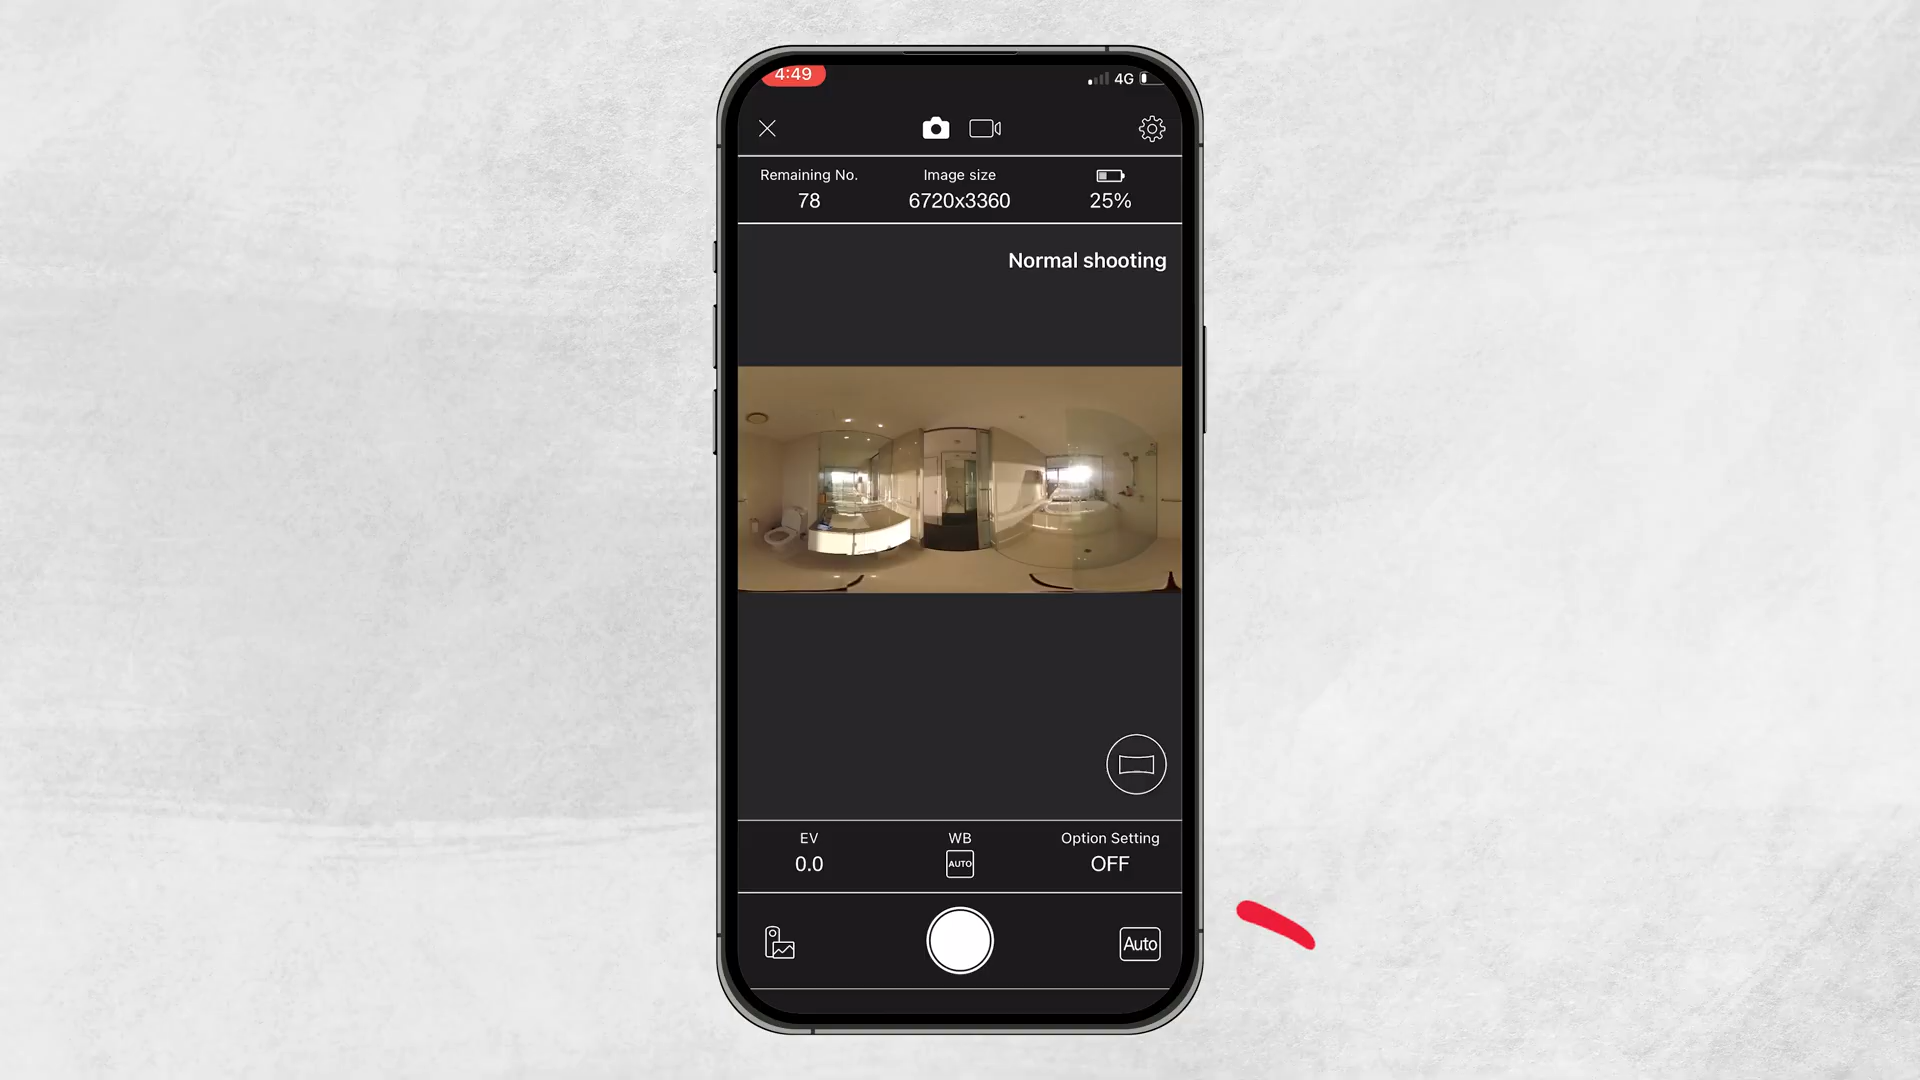 4:49
4G
Remaining No.
Image size
78
6720x3360
25%
Normal shooting
EV
WB
Option Setting
0.0
AUTO
OFF
Auto